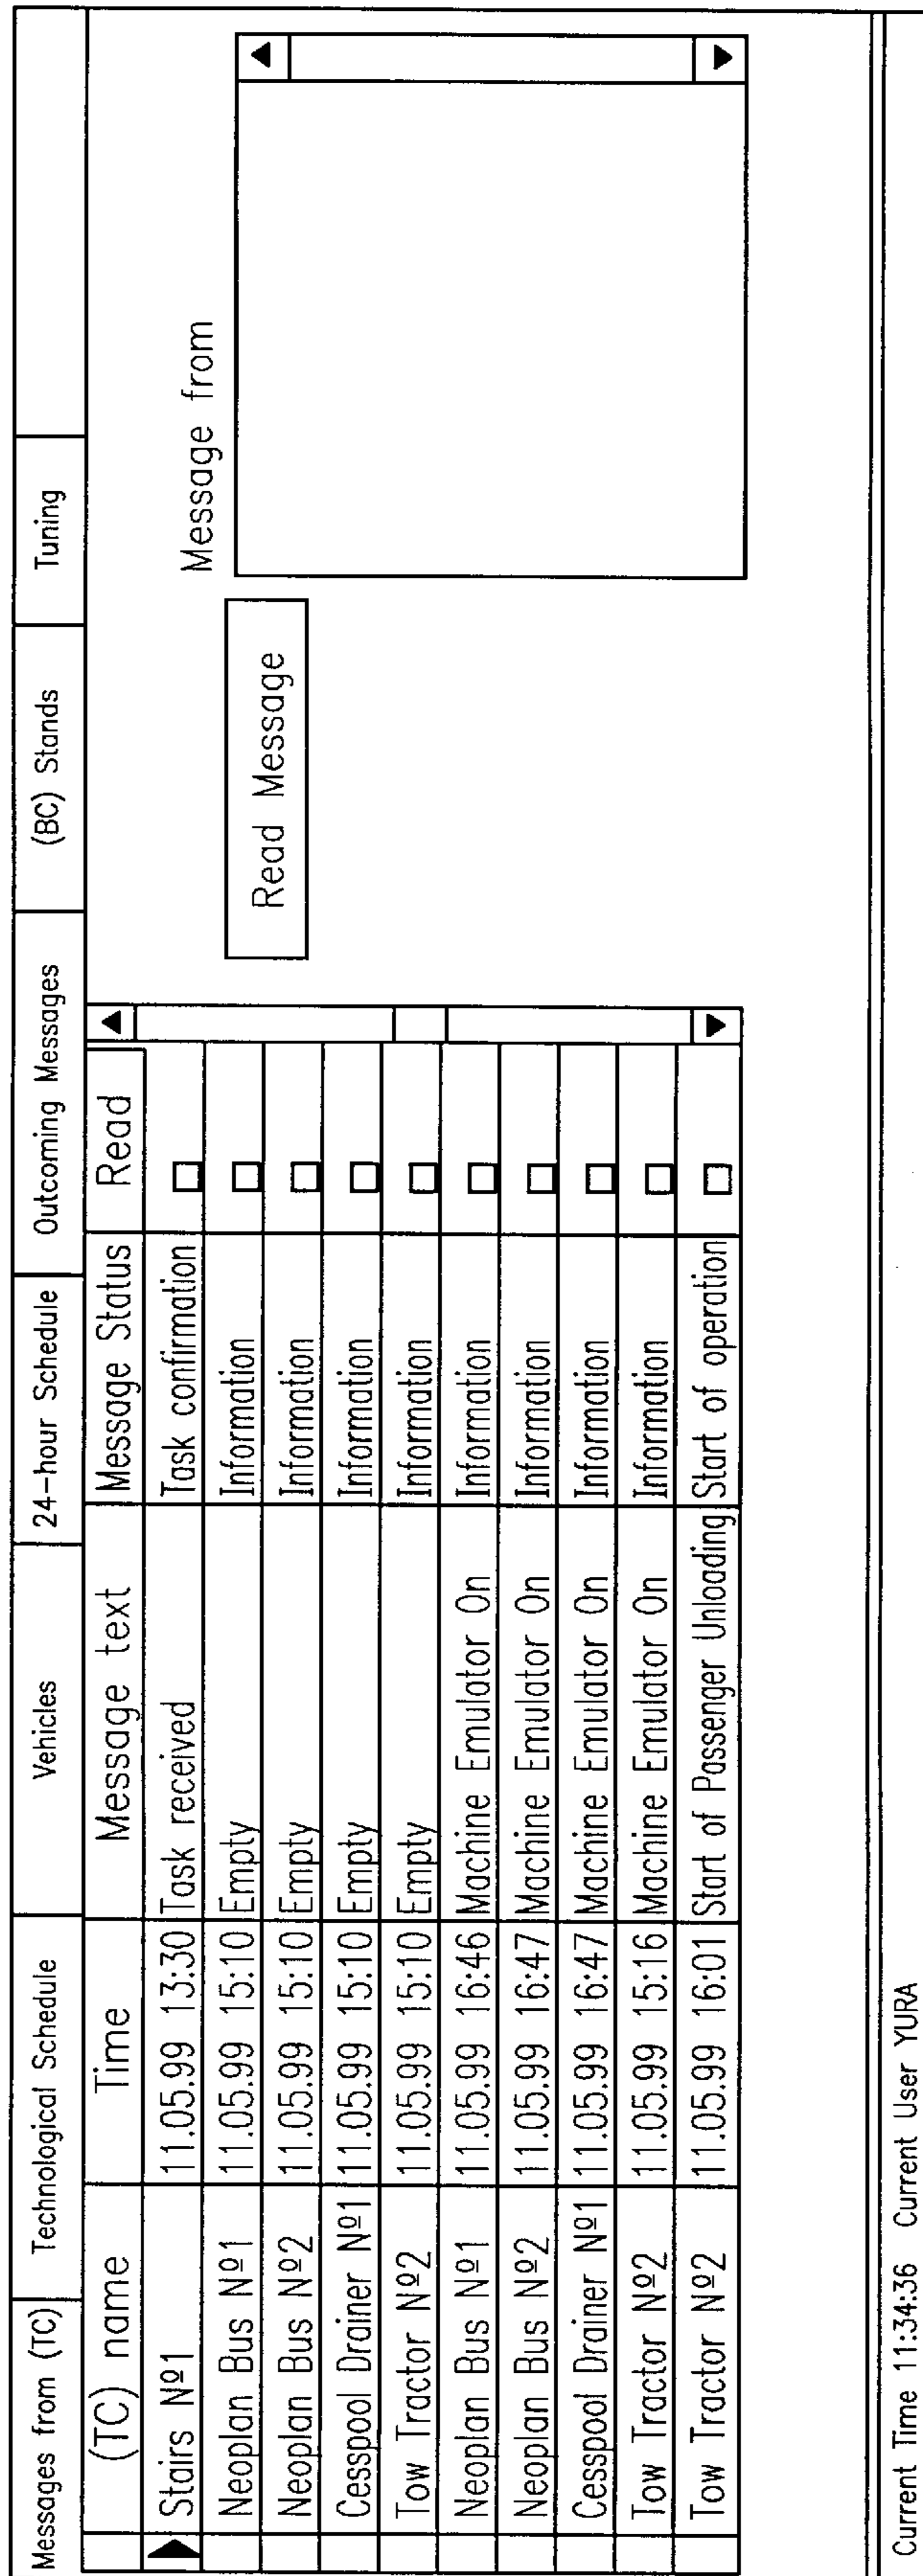 Messages from (TC) Technological Schedule Vehicles 24-hour Schedule Outcoming Messages (BC) Stands Tuning
(TC) name Time Message text Message Status Read
Stairs Nº1 11.05.99 13:30 Task received Task confirmation
Neoplan Bus Nº1 11.05.99 15:10 Empty Information
Neoplan Bus Nº2 11.05.99 15:10 Empty Information
Cesspool Drainer Nº1 11.05.99 15:10 Empty Information
Tow Tractor Nº2 11.05.99 15:10 Empty Information
Neoplan Bus Nº1 11.05.99 16:46 Machine Emulator On Information
Neoplan Bus Nº2 11.05.99 16:47 Machine Emulator On Information
Cesspool Drainer Nº1 11.05.99 16:47 Machine Emulator On Information
Tow Tractor Nº2 11.05.99 15:16 Machine Emulator On Information
Tow Tractor Nº2 11.05.99 16:01 Start of Passenger Unloading Start of operation
Read Message
Message from
Current Time 11:34:36 Current User YURA